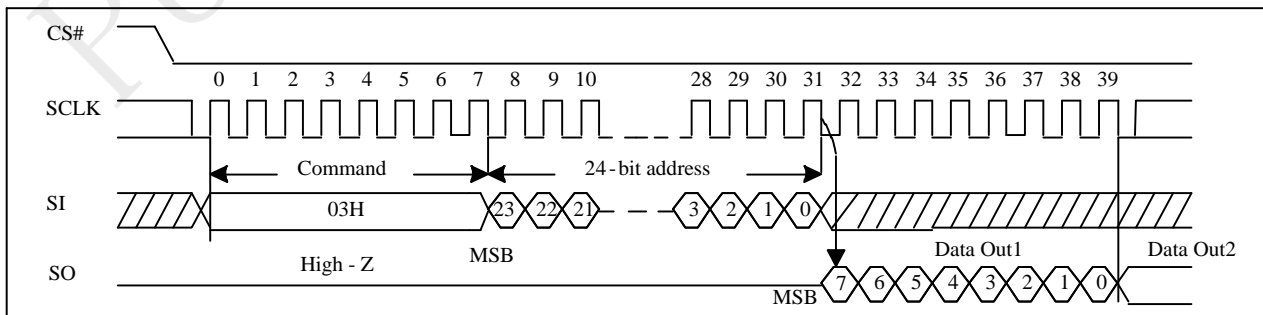 CS#
0 1 2 3 4 5 6 7 8 9 10 28 29 30 31 32 33 34 35 36 37 38 39
SCLK
Command 24-bit address
SI 03H 23 22 21 3 2 1 0
MSB Data Out1 Data Out2
High - Z
SO
MSB 7 6 5 4 3 2 1 0